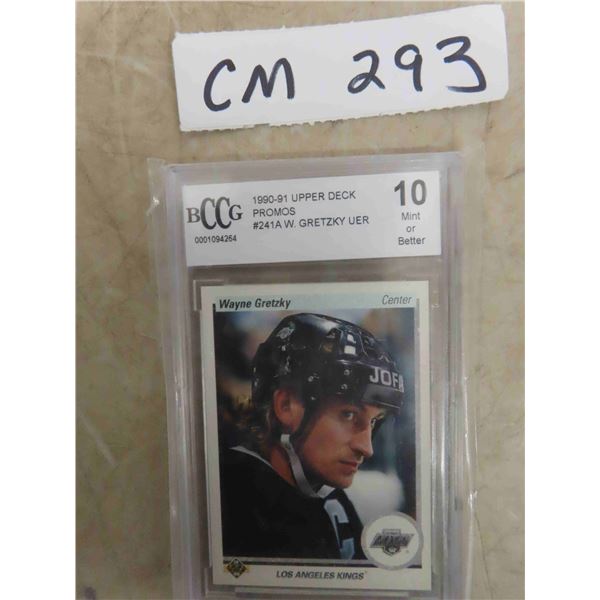 CM 293
BCCG
0001094264
1990-91 UPPER DECK
PROMOS
#241A W. GRETZKY UER
10
Mint
or
Better
Wayne Gretzky
Center
JOFA
KINGS
LOS ANGELES KINGS